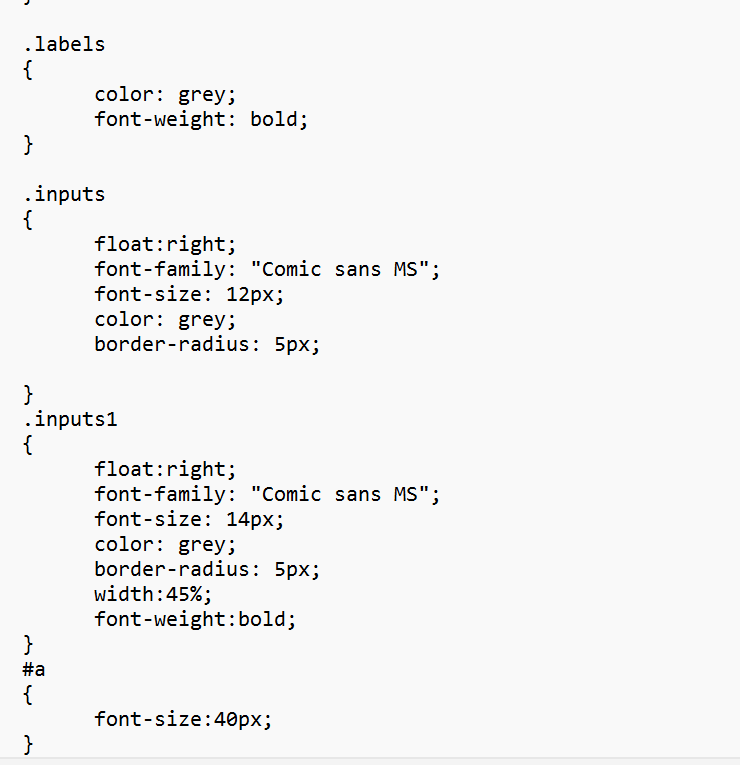 }
.labels
{
color: grey;
font-weight: bold;
}
.inputs
{
float:right;
font-family: "Comic sans MS";
font-size: 12px;
color: grey;
border-radius: 5px;
}
.inputs1
{
float:right;
font-family: "Comic sans MS";
font-size: 14px;
color: grey;
border-radius: 5px;
width:45%;
font-weight:bold;
}
#a
{
font-size:40px;
}